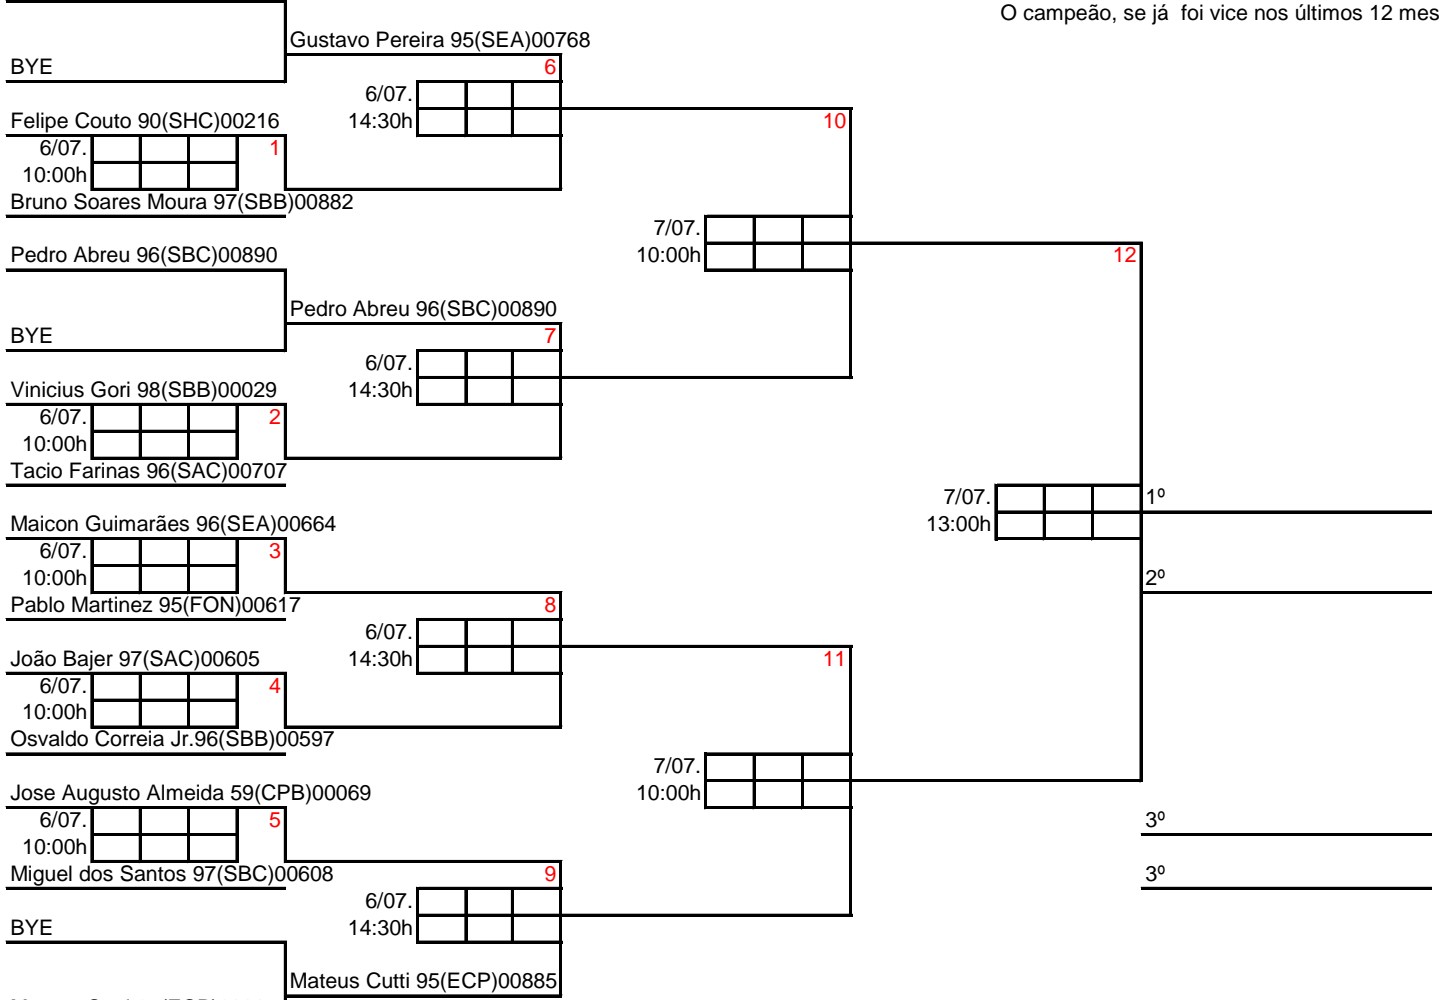 O campeão, se já  foi vice nos últimos 12 mes
Gustavo Pereira 95(SEA)00768
BYE
6
6/07.
14:30h
10
Felipe Couto 90(SHC)00216
6/07.
1
10:00h
Bruno Soares Moura 97(SBB)00882
7/07.
10:00h
12
Pedro Abreu 96(SBC)00890
Pedro Abreu 96(SBC)00890
BYE
7
6/07.
14:30h
Vinicius Gori 98(SBB)00029
6/07.
2
10:00h
Tacio Farinas 96(SAC)00707
7/07.
13:00h
1º
Maicon Guimarães 96(SEA)00664
6/07.
3
10:00h
2º
Pablo Martinez 95(FON)00617
8
6/07.
14:30h
11
João Bajer 97(SAC)00605
6/07.
4
10:00h
Osvaldo Correia Jr.96(SBB)00597
7/07.
10:00h
Jose Augusto Almeida 59(CPB)00069
6/07.
5
10:00h
3º
Miguel dos Santos 97(SBC)00608
9
3º
6/07.
14:30h
BYE
Mateus Cutti 95(ECP)00885